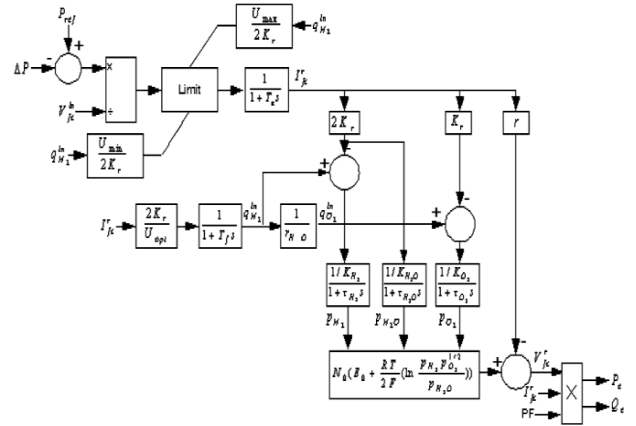 P_ref
+
-
ΔP
×
÷
V_fc^in
U_max / 2K_r
q_H2^in
Limit
1 / 1 + T_e s
I_fc^r
q_H2^in
U_min / 2K_r
2K_r
K_r
r
-
+
I_fc^r
2K_r / U_opt
1 / 1 + T_f s
q_H2^in
1 / r_H O
q_O2^in
+
-
1/K_H2 / 1 + τ_H2 s
1/K_H2O / 1 + τ_H2O s
1/K_O2 / 1 + τ_O2 s
p_H2
p_H2O
p_O2
N_0(E_0 + RT / 2F (ln p_H2 p_O2^1/2 / p_H2O))
+
-
V_fc^r
I_fc^r
PF
X
P_e
Q_e